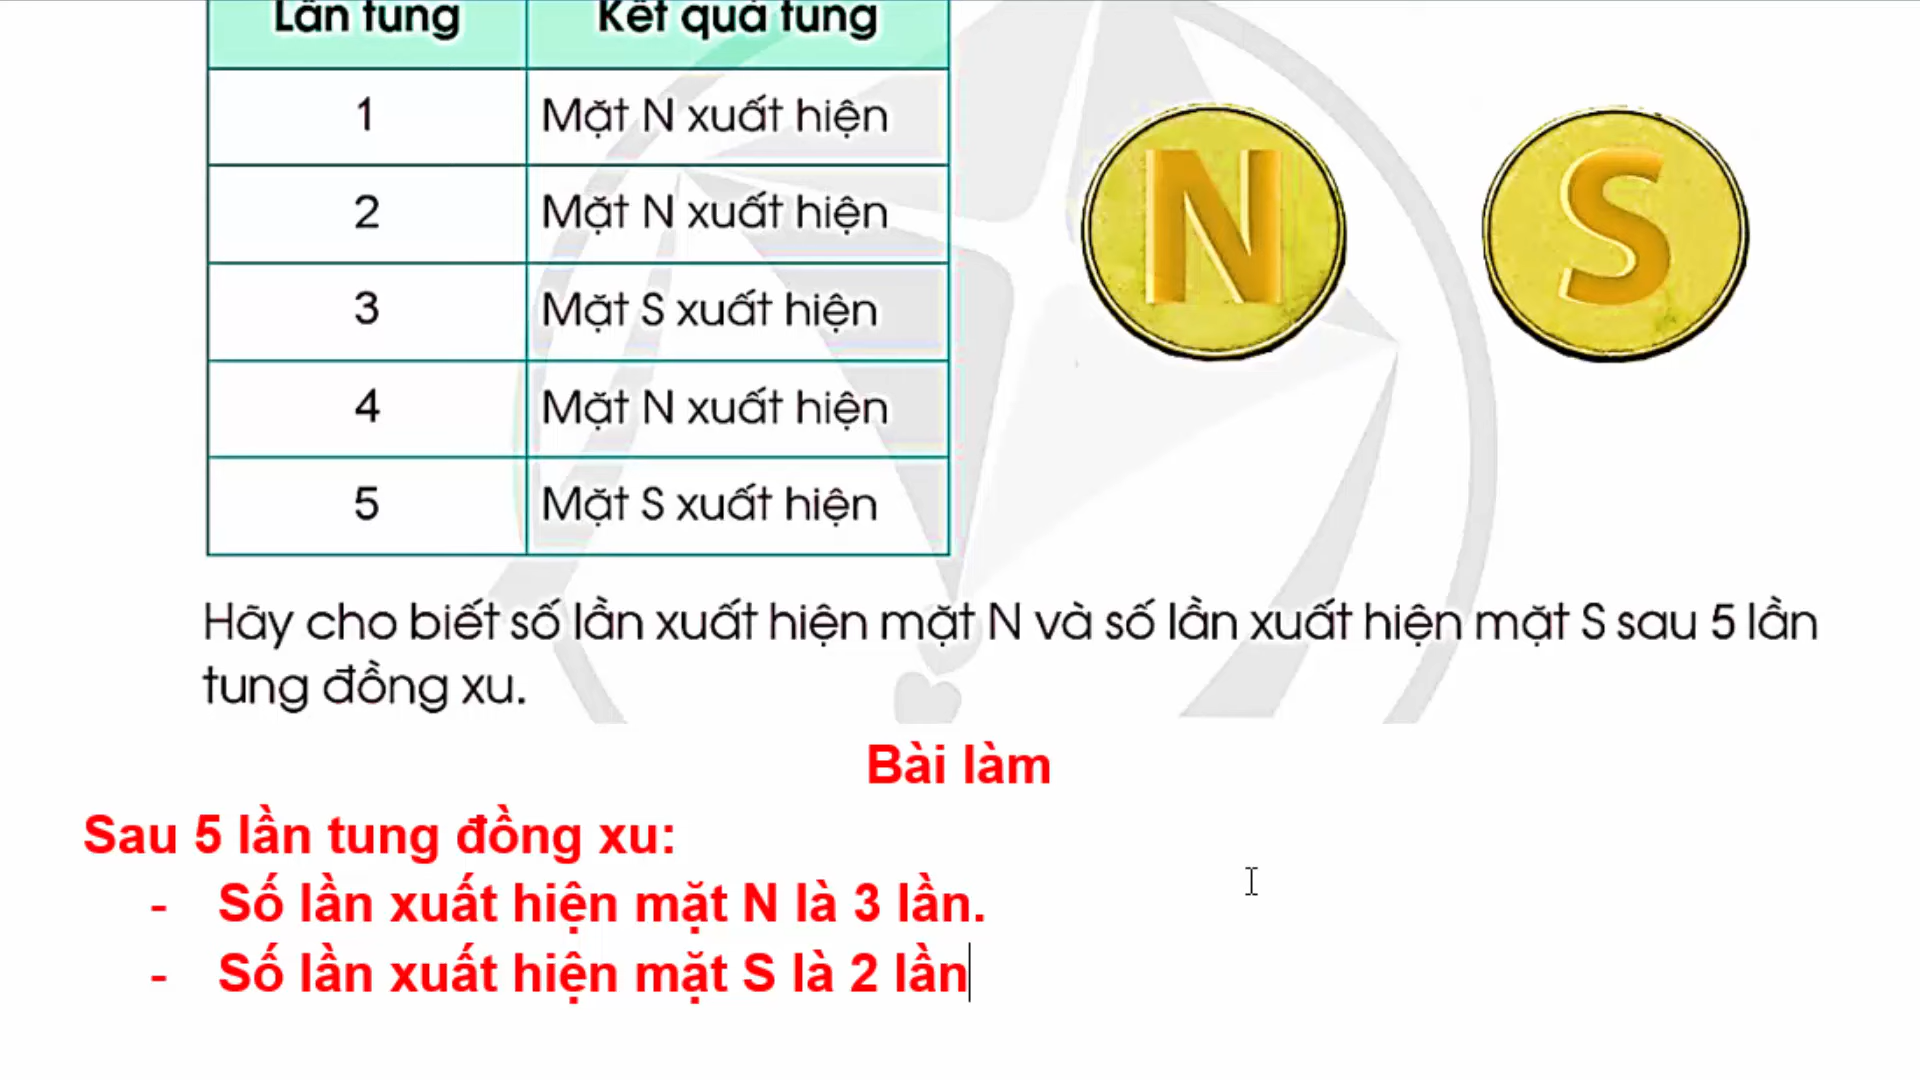 Lần tung Kết quả tung
1 Mặt N xuất hiện
2 Mặt N xuất hiện
3 Mặt S xuất hiện
4 Mặt N xuất hiện
5 Mặt S xuất hiện
N S
Hãy cho biết số lần xuất hiện mặt N và số lần xuất hiện mặt S sau 5 lần
tung đồng xu.
Bài làm
Sau 5 lần tung đồng xu:
- Số lần xuất hiện mặt N là 3 lần.
- Số lần xuất hiện mặt S là 2 lần